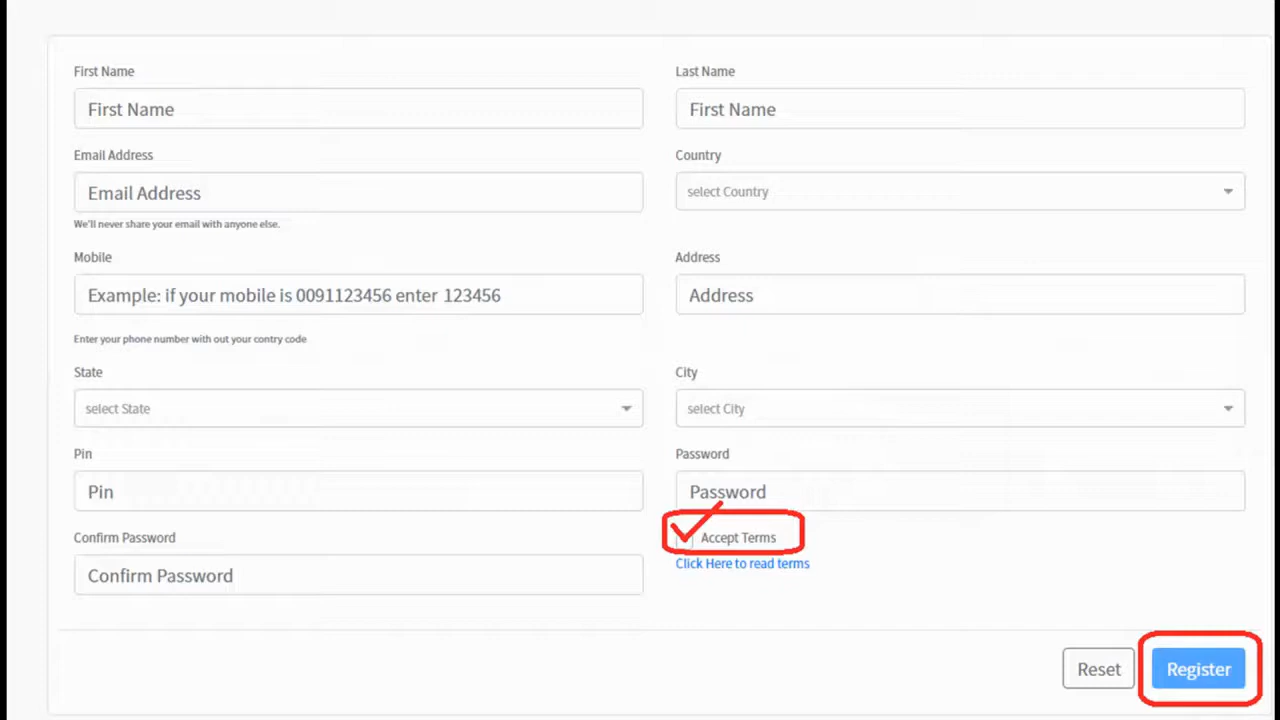 First Name
Last Name
First Name
First Name
Email Address
Country
Email Address
select Country
We'll never share your email with anyone else.
Mobile
Address
Example: if your mobile is 0091123456 enter 123456
Address
Enter your phone number with out your contry code
State
City
select State
select City
Pin
Password
Pin
Password
Confirm Password
Accept Terms
Confirm Password
Click Here to read terms
Reset
Register